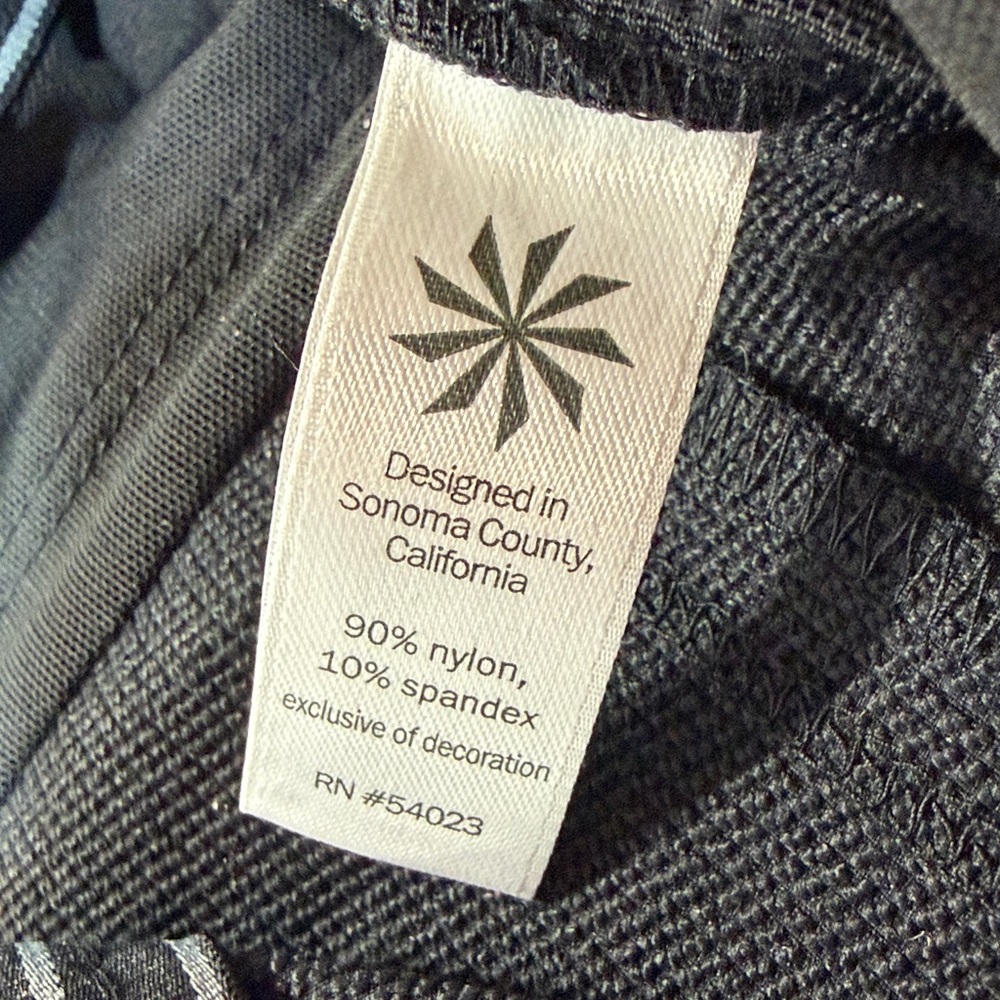 Designed in
Sonoma County,
California
90% nylon,
10% spandex
exclusive of decoration
RN #54023